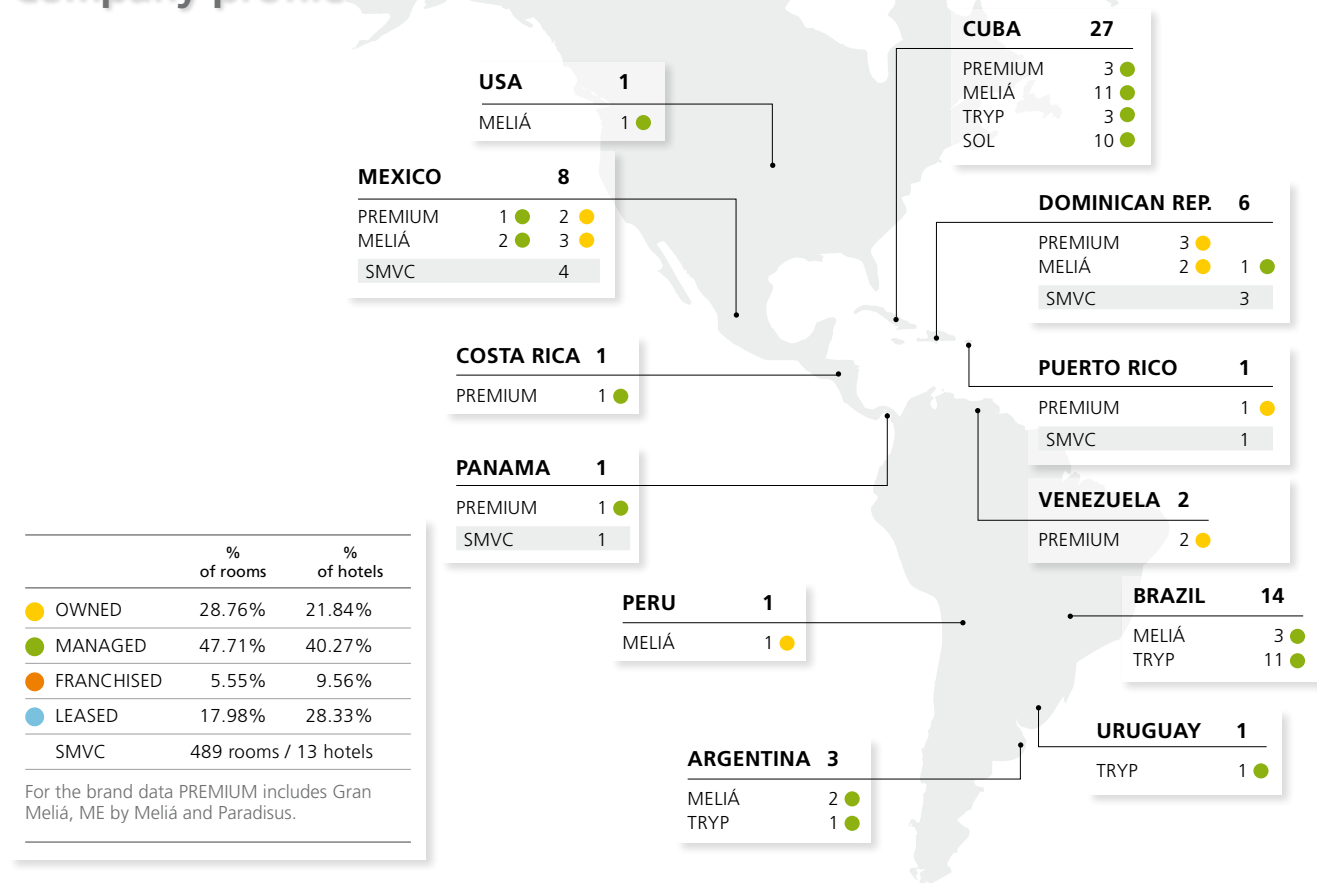 Company profile
CUBA 27
PREMIUM 3
MELIÁ 11
TRYP 3
SOL 10
USA 1
MELIÁ 1
MEXICO 8
PREMIUM 1 2
MELIÁ 2 3
SMVC 4
DOMINICAN REP. 6
PREMIUM 3
MELIÁ 2 1
SMVC 3
COSTA RICA 1
PREMIUM 1
PUERTO RICO 1
PREMIUM 1
SMVC 1
PANAMA 1
PREMIUM 1
SMVC 1
VENEZUELA 2
PREMIUM 2
PERU 1
MELIÁ 1
BRAZIL 14
MELIÁ 3
TRYP 11
URUGUAY 1
TRYP 1
ARGENTINA 3
MELIÁ 2
TRYP 1
% %
of rooms of hotels
OWNED 28.76% 21.84%
MANAGED 47.71% 40.27%
FRANCHISED 5.55% 9.56%
LEASED 17.98% 28.33%
SMVC 489 rooms / 13 hotels
For the brand data PREMIUM includes Gran
Meliá, ME by Meliá and Paradisus.